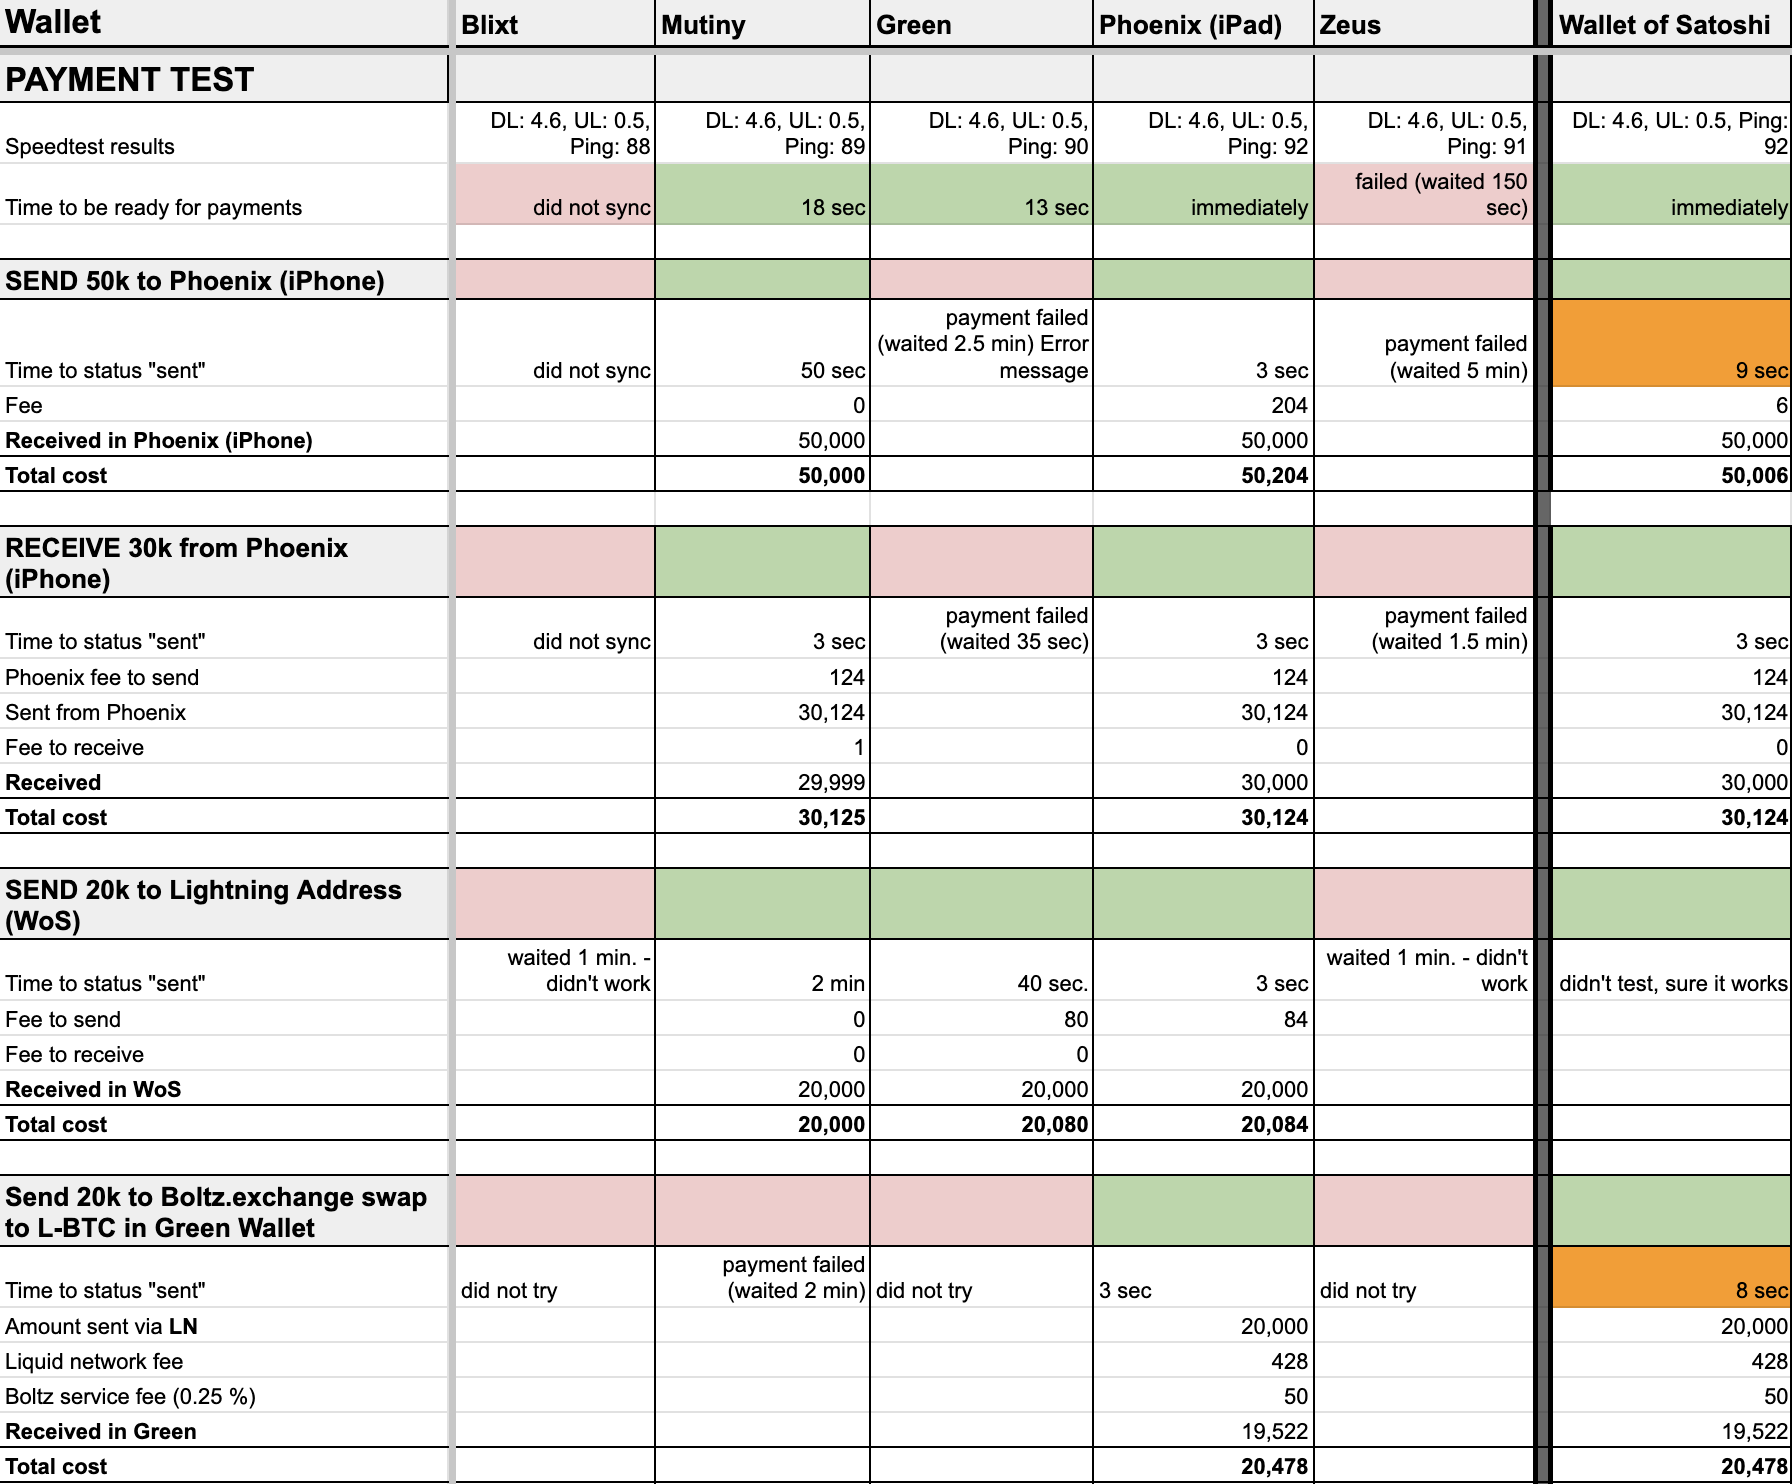 Wallet Blixt Mutiny Green Phoenix (iPad) Zeus Wallet of Satoshi
PAYMENT TEST
DL: 4.6, UL: 0.5, DL: 4.6, UL: 0.5, DL: 4.6, UL: 0.5, DL: 4.6, UL: 0.5, DL: 4.6, UL: 0.5, DL: 4.6, UL: 0.5, Ping:
Speedtest results Ping: 88 Ping: 89 Ping: 90 Ping: 92 Ping: 91 92
failed (waited 150
Time to be ready for payments did not sync 18 sec 13 sec immediately sec) immediately
SEND 50k to Phoenix (iPhone)
payment failed
(waited 2.5 min) Error payment failed
Time to status "sent" did not sync 50 sec message 3 sec (waited 5 min) 9 sec
Fee 0 204 6
Received in Phoenix (iPhone) 50,000 50,000 50,000
Total cost 50,000 50,204 50,006
RECEIVE 30k from Phoenix
(iPhone)
payment failed payment failed
Time to status "sent" did not sync 3 sec (waited 35 sec) 3 sec (waited 1.5 min) 3 sec
Phoenix fee to send 124 124 124
Sent from Phoenix 30,124 30,124 30,124
Fee to receive 1 0 0
Received 29,999 30,000 30,000
Total cost 30,125 30,124 30,124
SEND 20k to Lightning Address
(WoS)
waited 1 min. - waited 1 min. - didn't
Time to status "sent" didn't work 2 min 40 sec. 3 sec work didn't test, sure it works
Fee to send 0 80 84
Fee to receive 0 0
Received in WoS 20,000 20,000 20,000
Total cost 20,000 20,080 20,084
Send 20k to Boltz.exchange swap
to L-BTC in Green Wallet
payment failed
Time to status "sent" did not try (waited 2 min) did not try 3 sec did not try 8 sec
Amount sent via LN 20,000 20,000
Liquid network fee 428 428
Boltz service fee (0.25 %) 50 50
Received in Green 19,522 19,522
Total cost 20,478 20,478